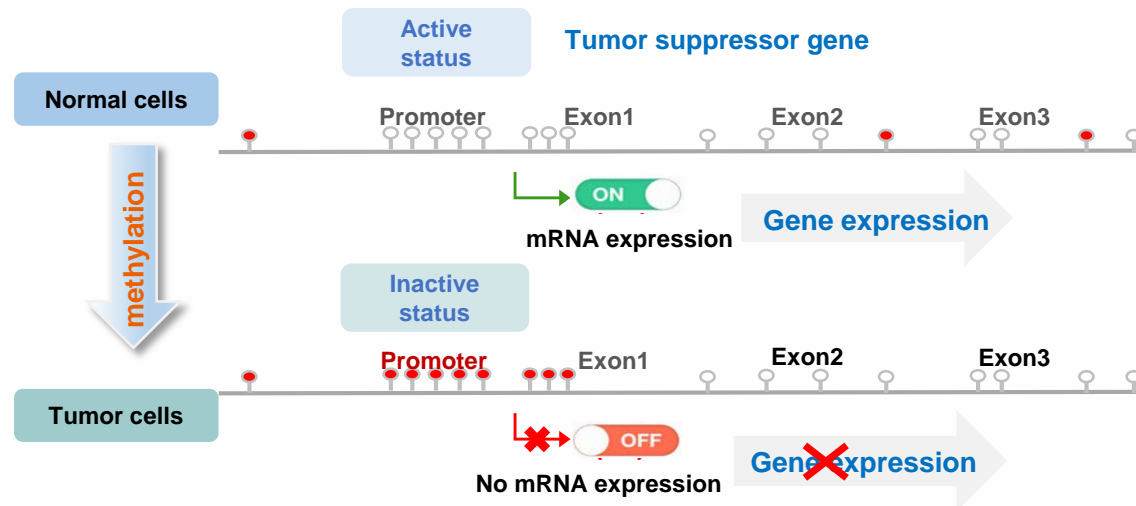 Active
status
Tumor suppressor gene
Normal cells
Promoter
Exon1
Exon2
Exon3
methylation
ON
mRNA expression
Gene expression
Inactive
status
Promoter
Exon1
Exon2
Exon3
Tumor cells
OFF
No mRNA expression
Gene expression